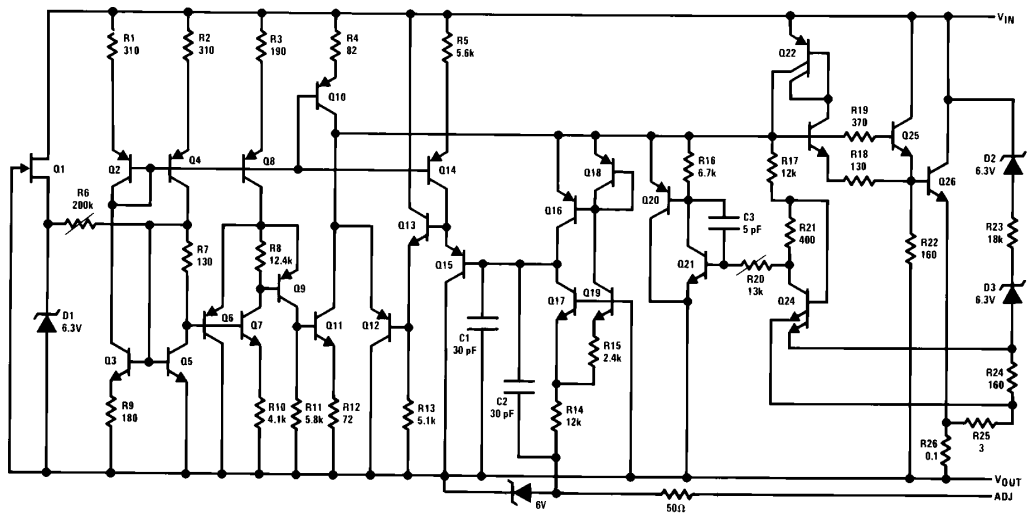 V_IN
R1
310
R2
310
R3
190
R4
82
R5
5.6k
Q22
Q10
R19
370
Q25
Q1
Q2
Q4
Q8
Q14
Q18
R16
6.7k
R17
12k
R18
130
Q26
D2
6.3V
R6
200k
Q13
Q16
Q20
C3
5 pF
R21
400
R23
18k
R7
130
R8
12.4k
Q9
Q15
Q21
R20
13k
R22
160
D1
6.3V
Q6
Q7
Q11
Q12
Q17
Q19
Q24
D3
6.3V
C1
30 pF
R15
2.4k
Q3
Q5
C2
30 pF
R24
160
R9
180
R10
4.1k
R11
5.8k
R12
72
R13
5.1k
R14
12k
R26
0.1
R25
3
V_OUT
6V
50Ω
ADJ